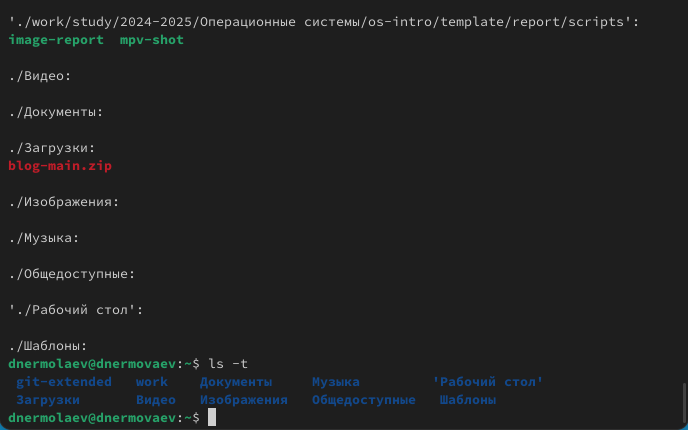 './work/study/2024-2025/Операционные системы/os-intro/template/report/scripts':
image-report  mpv-shot
./Видео:
./Документы:
./Загрузки:
blog-main.zip
./Изображения:
./Музыка:
./Общедоступные:
'./Рабочий стол':
./Шаблоны:
dnermolaev@dnermovaev:~$ ls -t
git-extended   work    Документы     Музыка         'Рабочий стол'
Загрузки       Видео   Изображения   Общедоступные   Шаблоны
dnermolaev@dnermovaev:~$